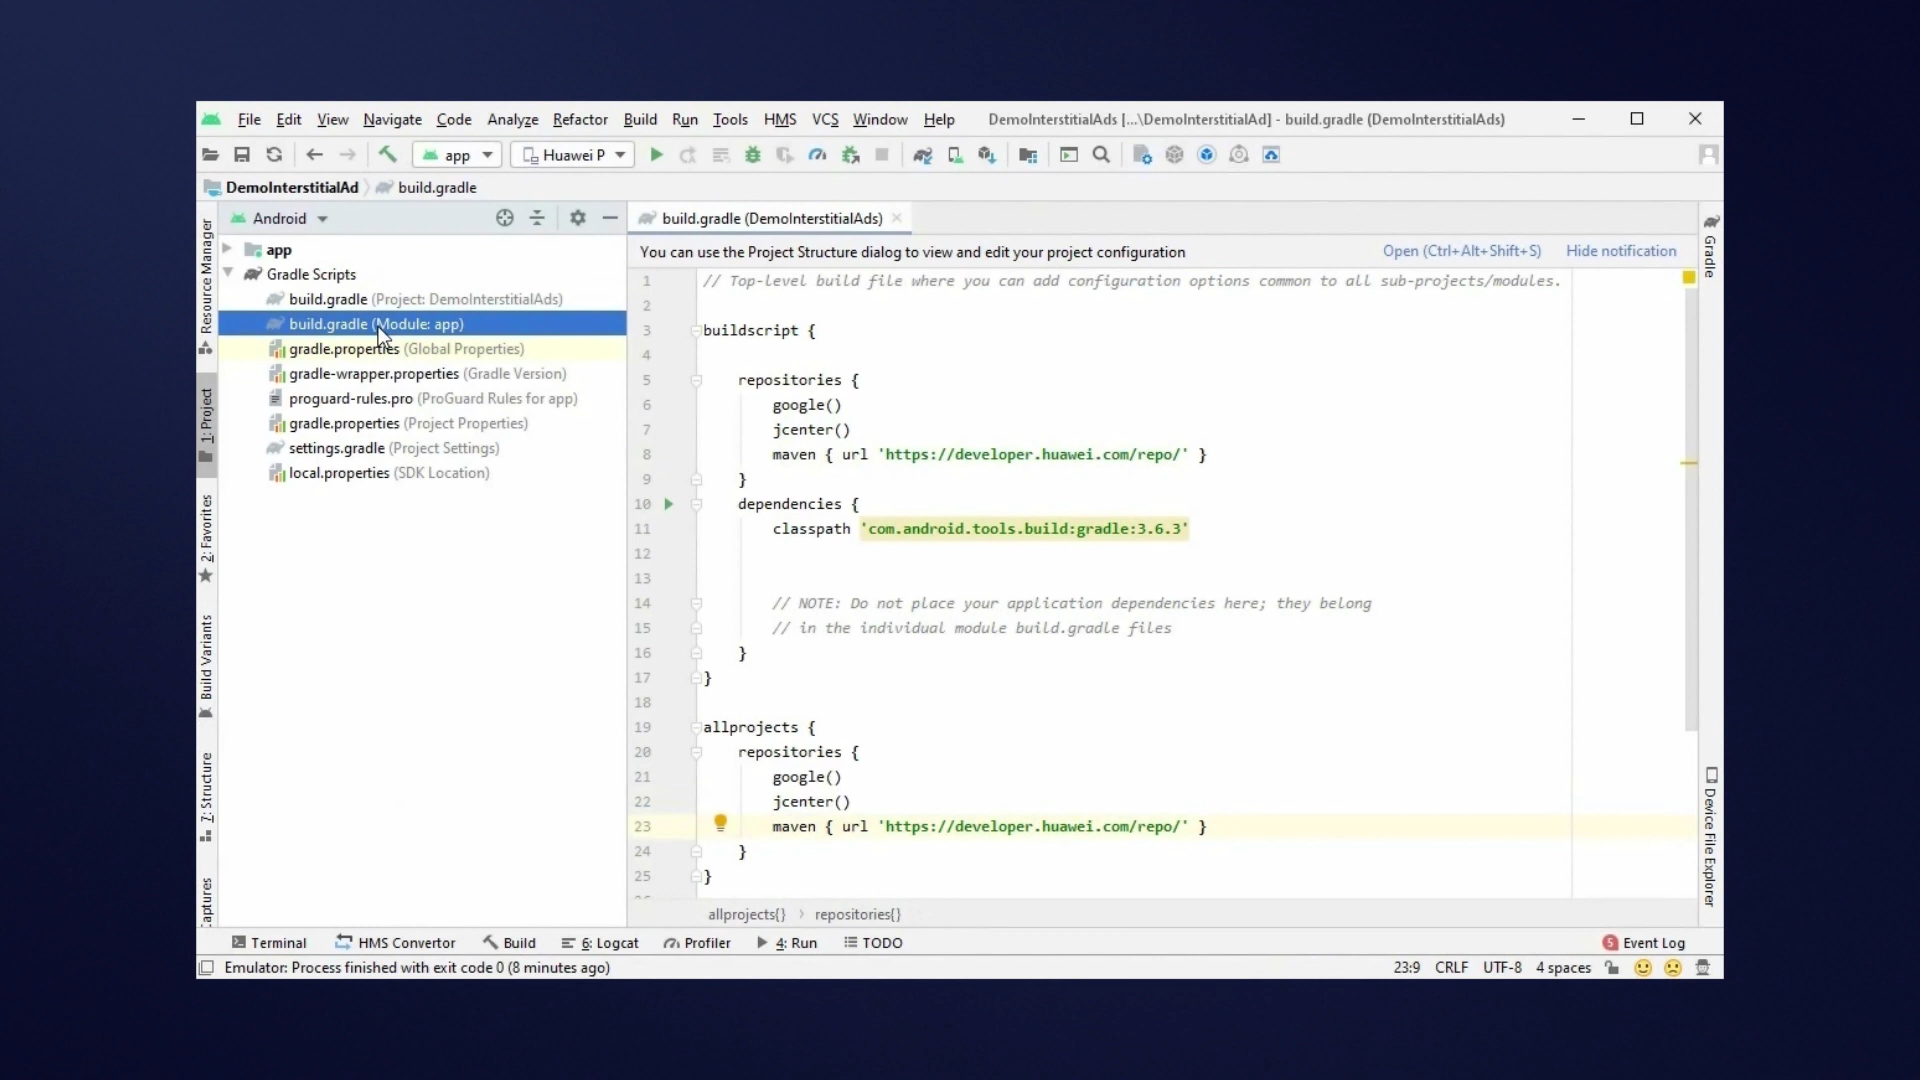 File Edit View Navigate Code Analyze Refactor Build Run Tools HMS VCS Window Help DemoInterstitialAds [...\DemoInterstitialAd] - build.gradle (DemoInterstitialAds)
app Huawei P
DemoInterstitialAd build.gradle
Android
build.gradle (DemoInterstitialAds)
You can use the Project Structure dialog to view and edit your project configuration Open (Ctrl+Alt+Shift+S) Hide notification
app
Gradle Scripts
build.gradle (Project: DemoInterstitialAds)
build.gradle (Module: app)
gradle.properties (Global Properties)
gradle-wrapper.properties (Gradle Version)
proguard-rules.pro (ProGuard Rules for app)
gradle.properties (Project Properties)
settings.gradle (Project Settings)
local.properties (SDK Location)
Resource Manager
1: Project
2: Favorites
Build Variants
7: Structure
aptures
1 // Top-level build file where you can add configuration options common to all sub-projects/modules.
2
3 buildscript {
4
5 repositories {
6 google()
7 jcenter()
8 maven { url 'https://developer.huawei.com/repo/' }
9 }
10 dependencies {
11 classpath 'com.android.tools.build:gradle:3.6.3'
12
13
14 // NOTE: Do not place your application dependencies here; they belong
15 // in the individual module build.gradle files
16 }
17 }
18
19 allprojects {
20 repositories {
21 google()
22 jcenter()
23 maven { url 'https://developer.huawei.com/repo/' }
24 }
25 }
allprojects{} › repositories{}
Gradle
Device File Explorer
Terminal HMS Convertor Build 6: Logcat Profiler 4: Run TODO 5 Event Log
Emulator: Process finished with exit code 0 (8 minutes ago) 23:9 CRLF UTF-8 4 spaces